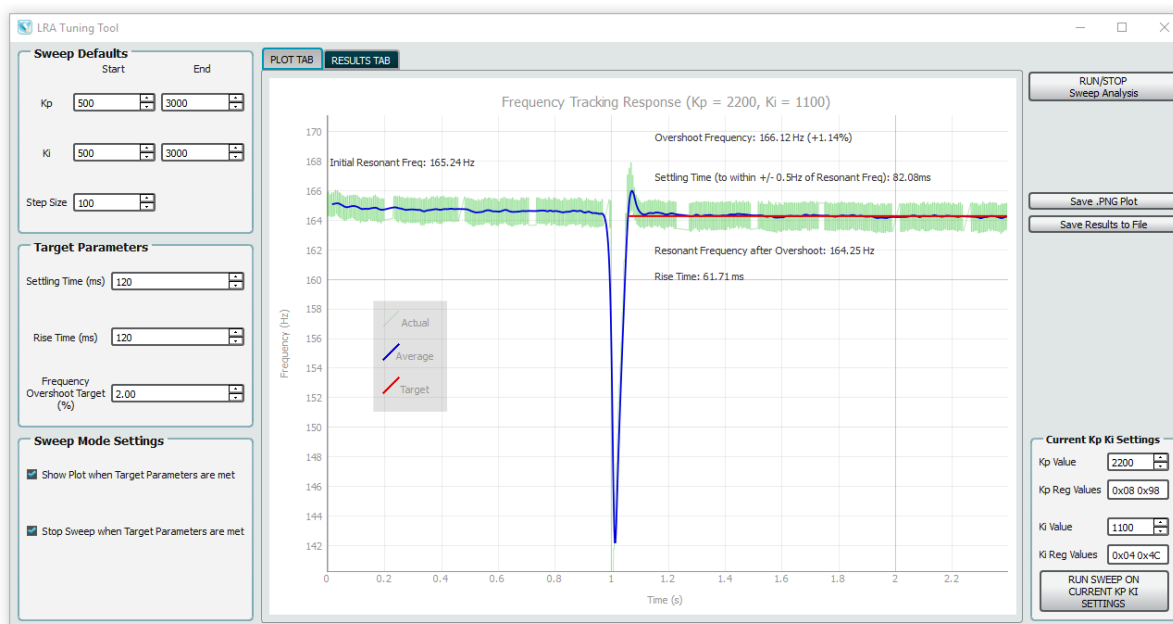 LRA Tuning Tool
Sweep Defaults
Start End
Kp 500 3000
Ki 500 3000
Step Size 100
Target Parameters
Settling Time (ms) 120
Rise Time (ms) 120
Frequency
Overshoot Target 2.00
(%)
Sweep Mode Settings
Show Plot when Target Parameters are met
Stop Sweep when Target Parameters are met
PLOT TAB RESULTS TAB
Frequency Tracking Response (Kp = 2200, Ki = 1100)
Overshoot Frequency: 166.12 Hz (+1.14%)
Initial Resonant Freq: 165.24 Hz
Settling Time (to within +/- 0.5Hz of Resonant Freq): 82.08ms
Resonant Frequency after Overshoot: 164.25 Hz
Rise Time: 61.71 ms
Actual
Average
Target
Frequency (Hz)
170
168
166
164
162
160
158
156
154
152
150
148
146
144
142
0 0.2 0.4 0.6 0.8 1 1.2 1.4 1.6 1.8 2 2.2
Time (s)
RUN/STOP
Sweep Analysis
Save .PNG Plot
Save Results to File
Current Kp Ki Settings
Kp Value 2200
Kp Reg Values 0x08 0x98
Ki Value 1100
Ki Reg Values 0x04 0x4C
RUN SWEEP ON
CURRENT KP KI
SETTINGS